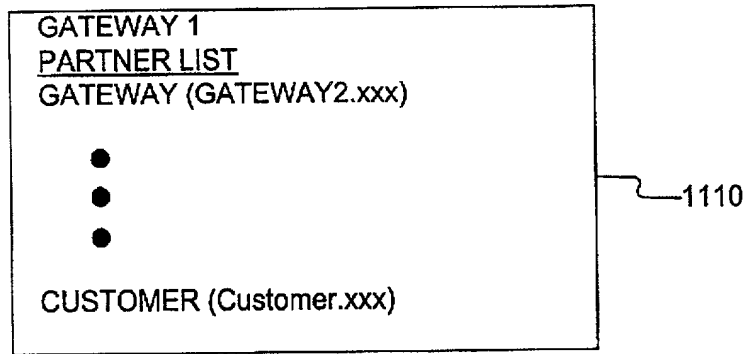 GATEWAY 1
PARTNER LIST
GATEWAY (GATEWAY2.xxx)
1110
CUSTOMER (Customer.xxx)